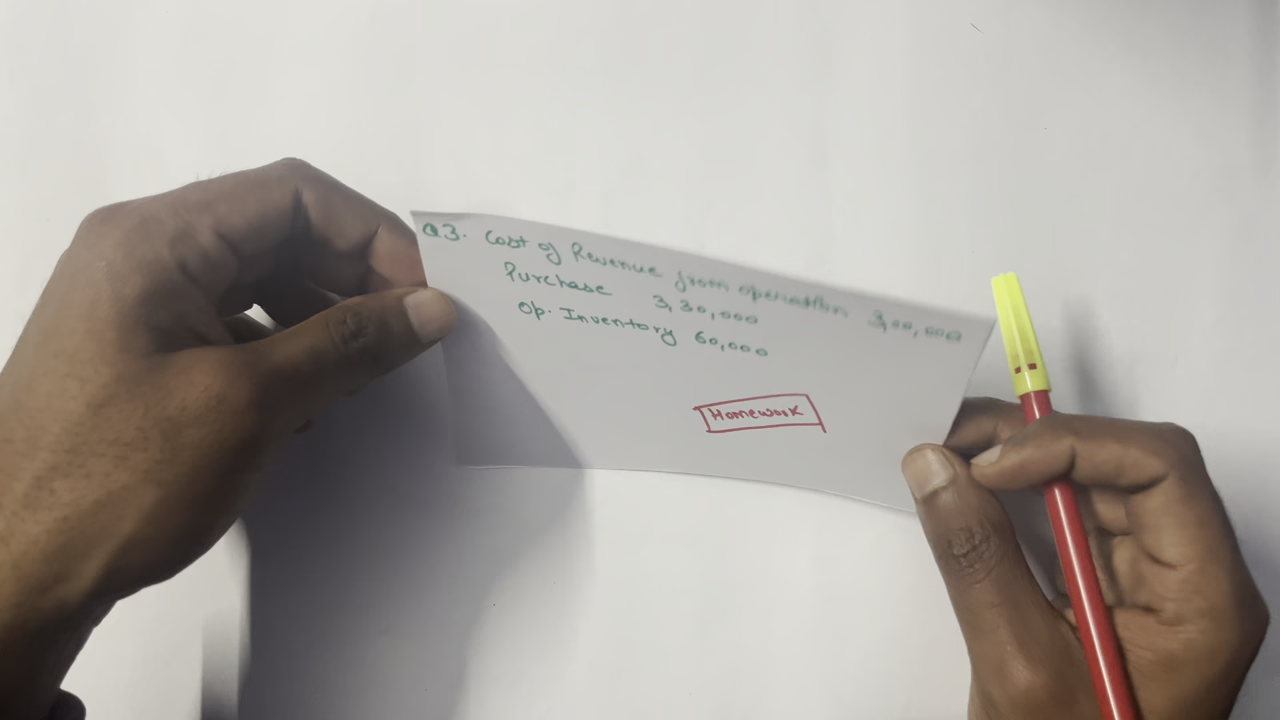 Q3. Cost of Revenue from operation 3,00,000
Purchase 3,30,000
Op. Inventory 60,000
Homework